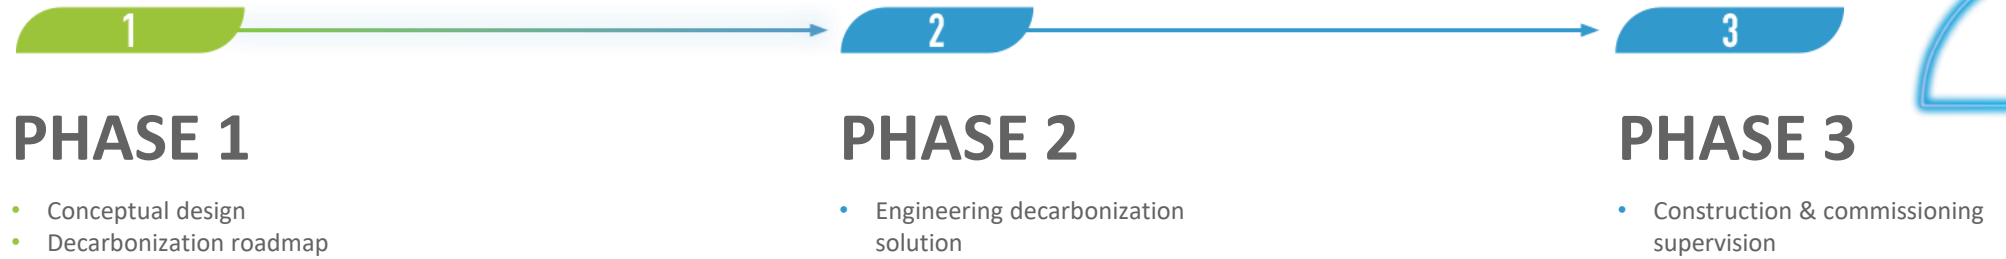 1
2
3
PHASE 1
• Conceptual design
• Decarbonization roadmap
PHASE 2
• Engineering decarbonization
solution
PHASE 3
• Construction & commissioning
supervision